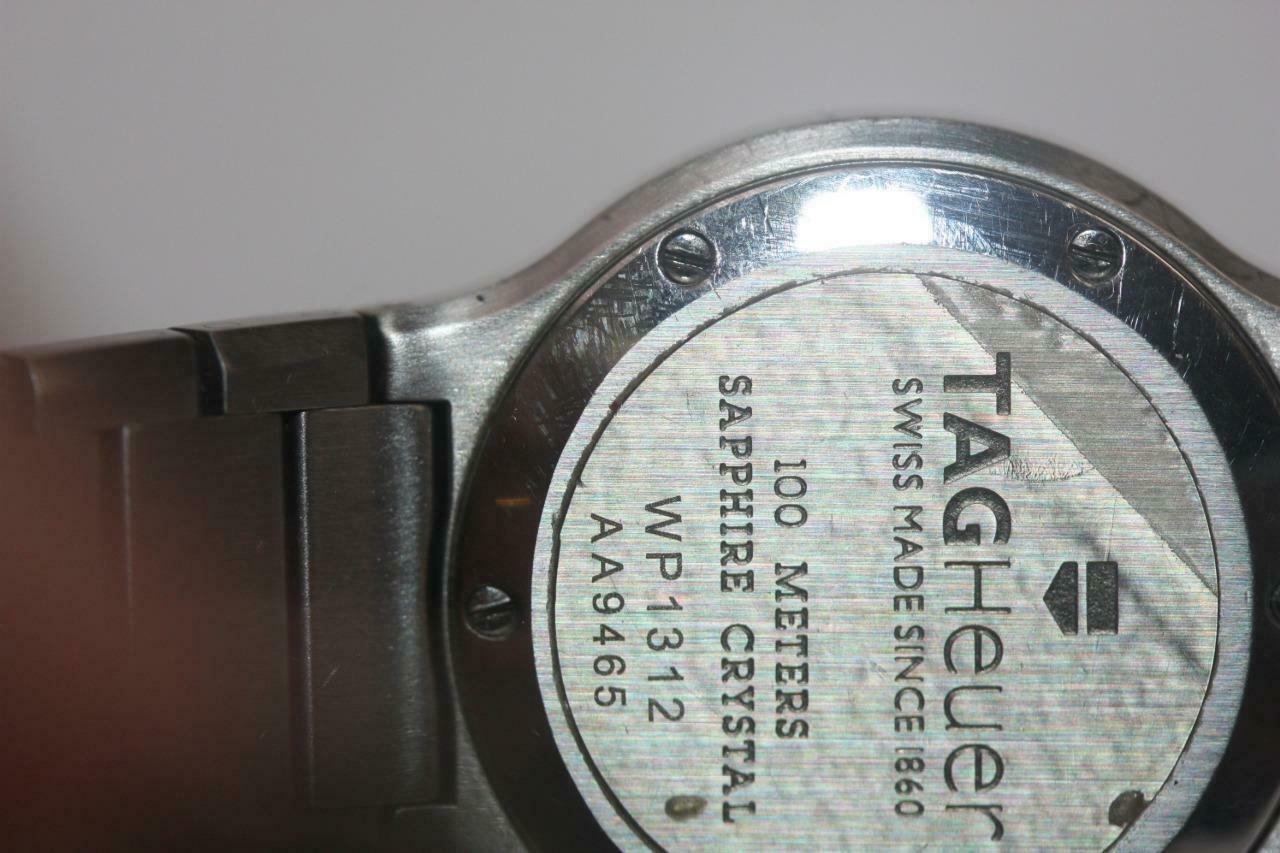 TAGHeuer
SWISS MADE SINCE 1860
100 METERS
SAPPHIRE CRYSTAL
WP1312
AA9465